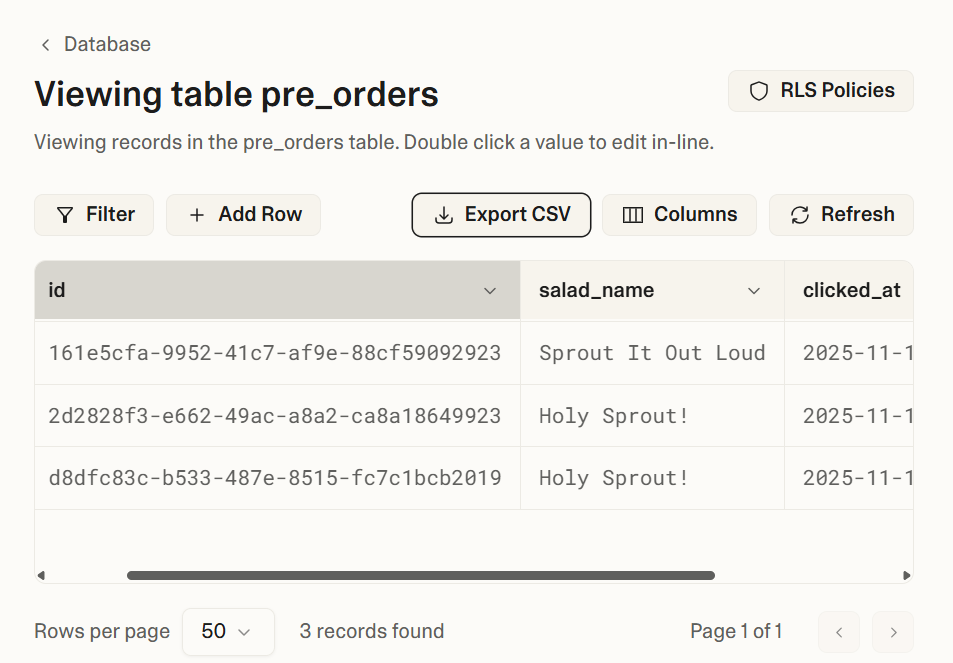 Database
Viewing table pre_orders
RLS Policies
Viewing records in the pre_orders table. Double click a value to edit in-line.
Filter
Add Row
Export CSV
Columns
Refresh
id salad_name clicked_at
161e5cfa-9952-41c7-af9e-88cf59092923 Sprout It Out Loud 2025-11-1
2d2828f3-e662-49ac-a8a2-ca8a18649923 Holy Sprout! 2025-11-1
d8dfc83c-b533-487e-8515-fc7c1bcb2019 Holy Sprout! 2025-11-1
Rows per page 50 3 records found Page 1 of 1